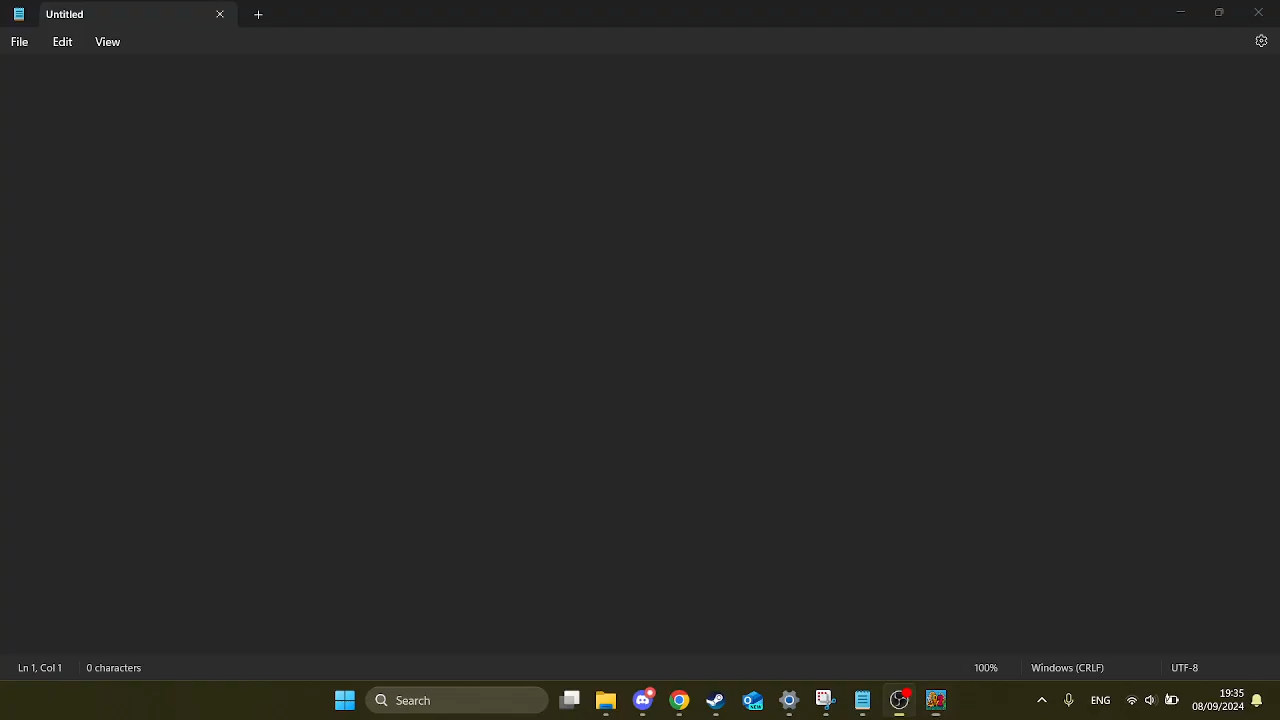 Untitled
File Edit View
Ln 1, Col 1 0 characters 100% Windows (CRLF) UTF-8
Search NEW ENG 19:35
08/09/2024